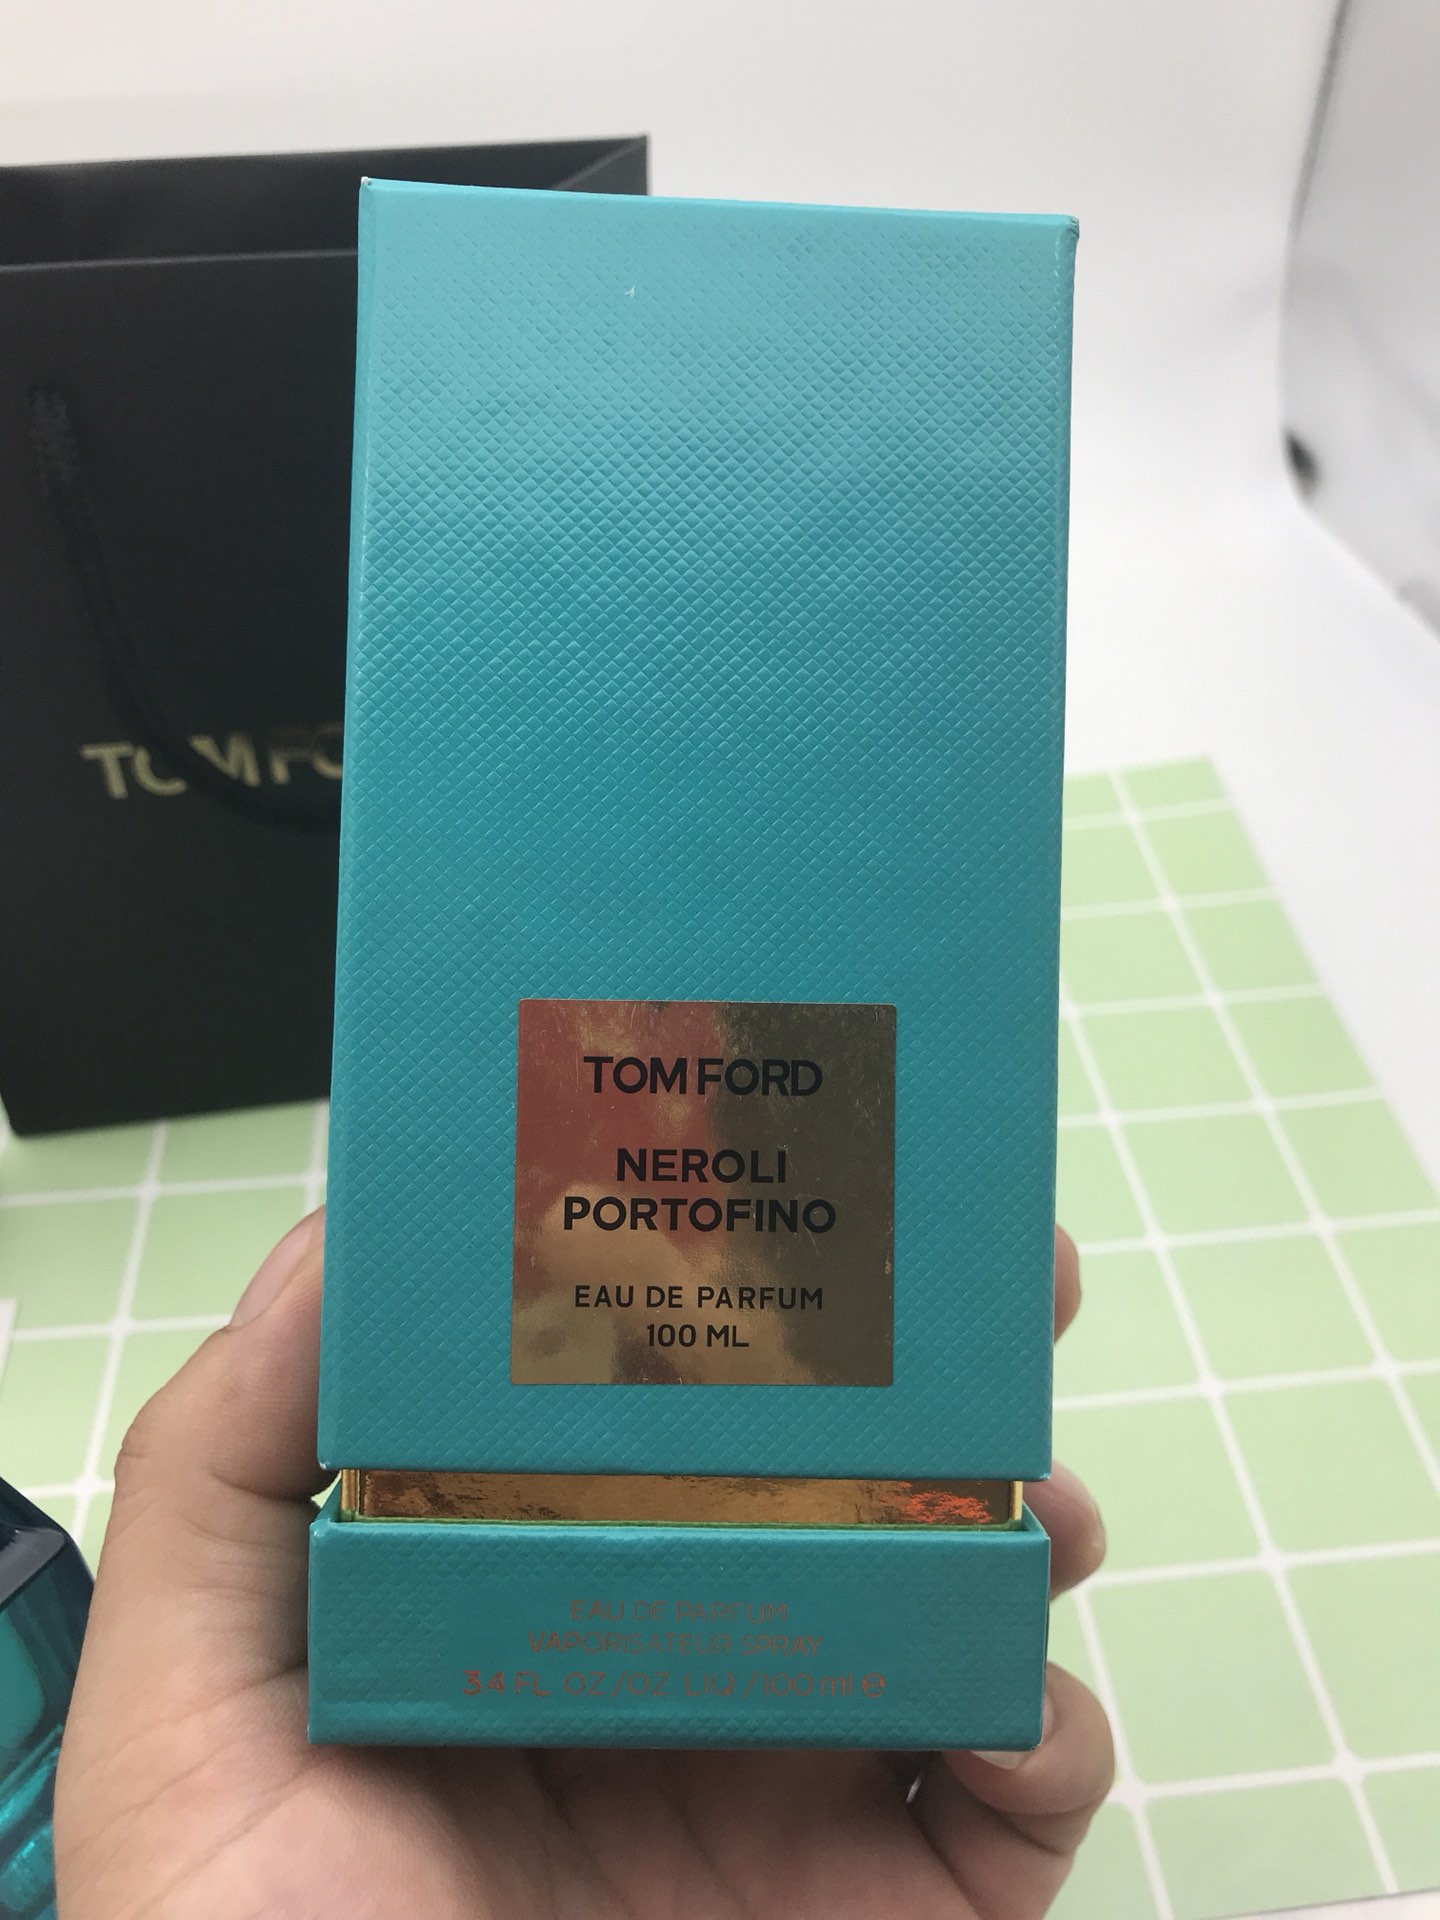 TOM FO
TOM FORD
NEROLI
PORTOFINO
EAU DE PARFUM
100 ML
EAU DE PARFUM
VAPORISATEUR SPRAY
3.4 FL. OZ./OZ. LIQ./100 ml ℮